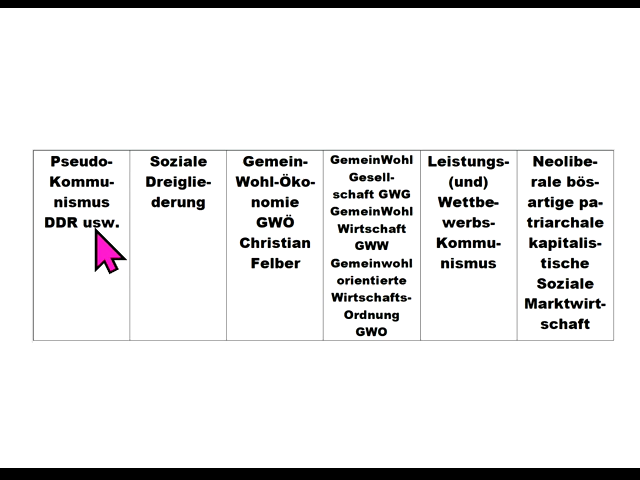 Pseudo-
Kommu-
nismus
DDR usw.
Soziale
Dreiglie-
derung
Gemein-
Wohl-Öko-
nomie
GWÖ
Christian
Felber
GemeinWohl
Gesell-
schaft GWG
GemeinWohl
Wirtschaft
GWW
Gemeinwohl
orientierte
Wirtschafts-
Ordnung
GWO
Leistungs-
(und)
Wettbe-
werbs-
Kommu-
nismus
Neolibe-
rale bös-
artige pa-
triarchale
kapitalis-
tische
Soziale
Marktwirt-
schaft